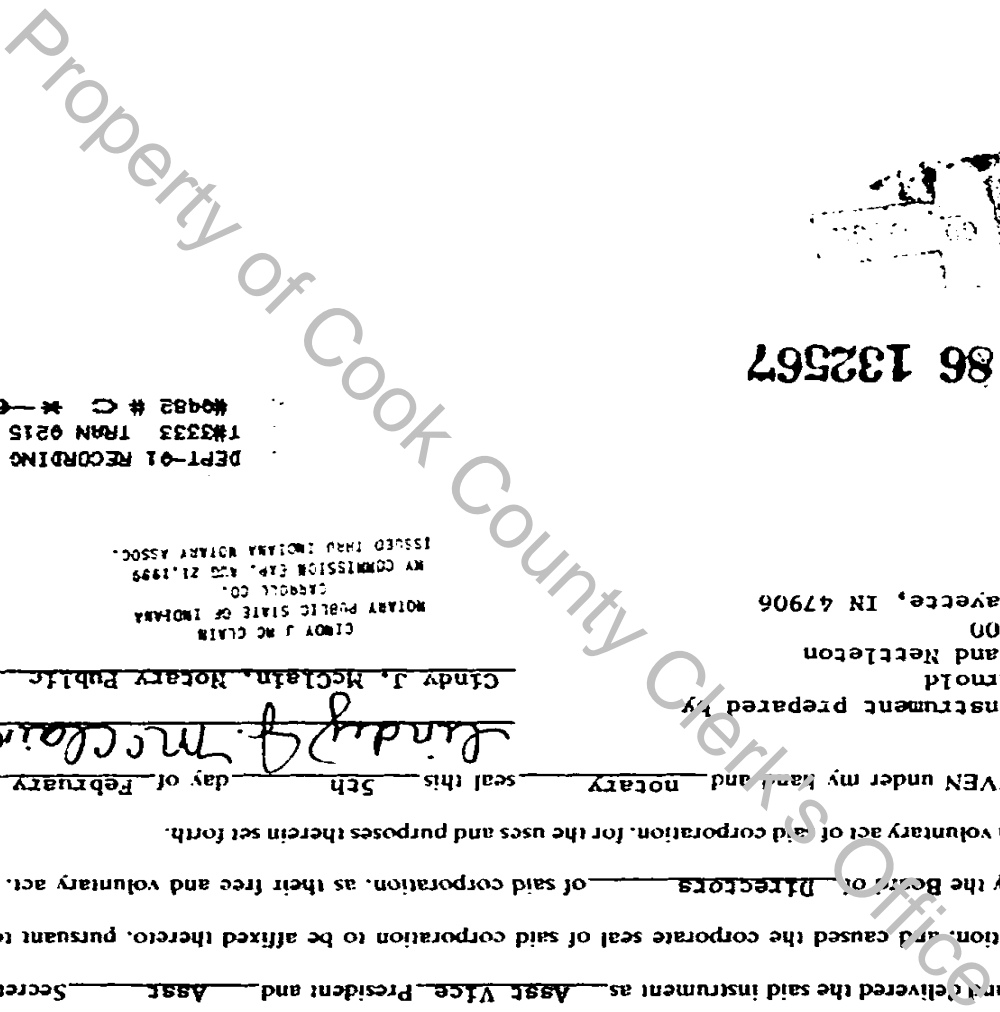 and delivered the said instrument as Asst Vice President and Asst Secre
tion, and caused the corporate seal of said corporation to be affixed thereto, pursuant t
y the Board of Directors of said corporation, as their free and voluntary act.
voluntary act of said corporation, for the uses and purposes therein set forth.
VEN under my hand and notary seal this 5th day of February
Cindy J. McClain
Cindy J. McClain, Notary Public
nstrument prepared by
rnold
and Nettleton
00
ayette, IN 47906
CINDY J MC CLAIN
NOTARY PUBLIC STATE OF INDIANA
CARROLL CO.
MY COMMISSION EXP. AUG 21,1989
ISSUED THRU INDIANA NOTARY ASSOC.
DEPT-01 RECORDING
T#3333 TRAN 0215
#0482 # C *
86 132567
Property of Cook County Clerk's Office